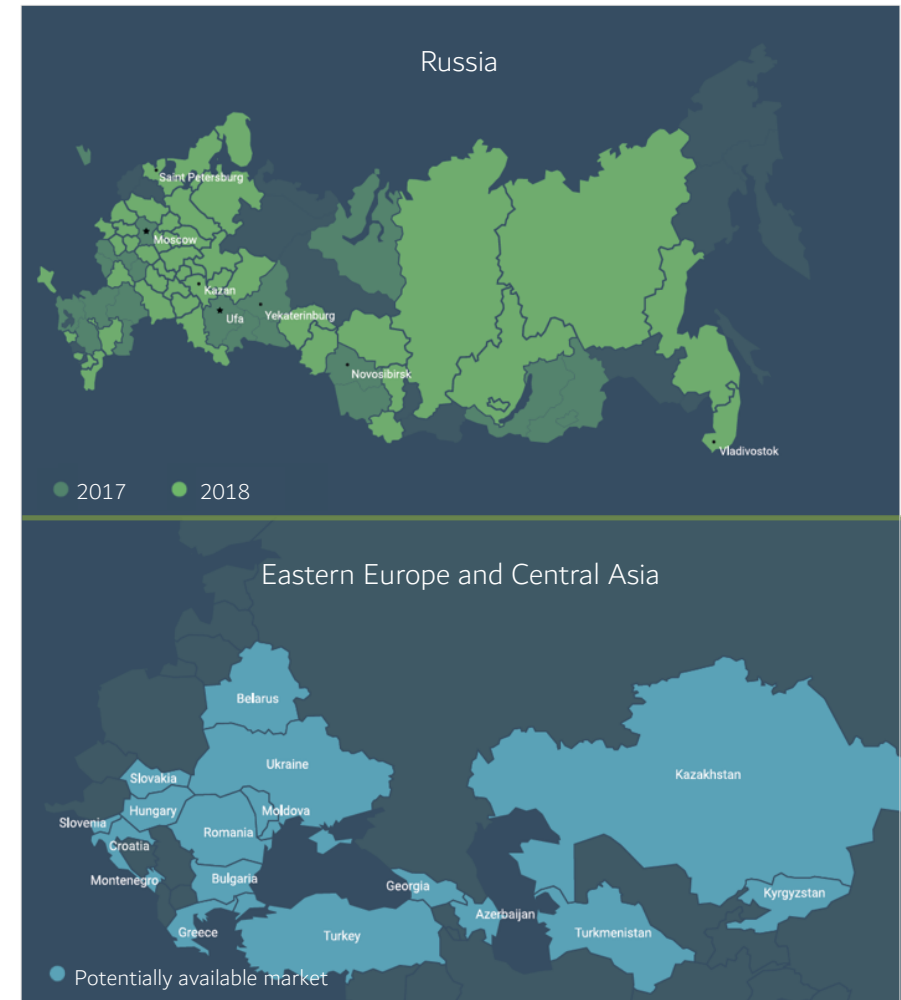 Russia
Saint Petersburg
Moscow
Kazan
Ufa
Yekaterinburg
Novosibirsk
Vladivostok
2017
2018
Eastern Europe and Central Asia
Belarus
Ukraine
Slovakia
Kazakhstan
Hungary
Moldova
Slovenia
Romania
Croatia
Montenegro
Bulgaria
Georgia
Kyrgyzstan
Azerbaijan
Greece
Turkey
Turkmenistan
Potentially available market